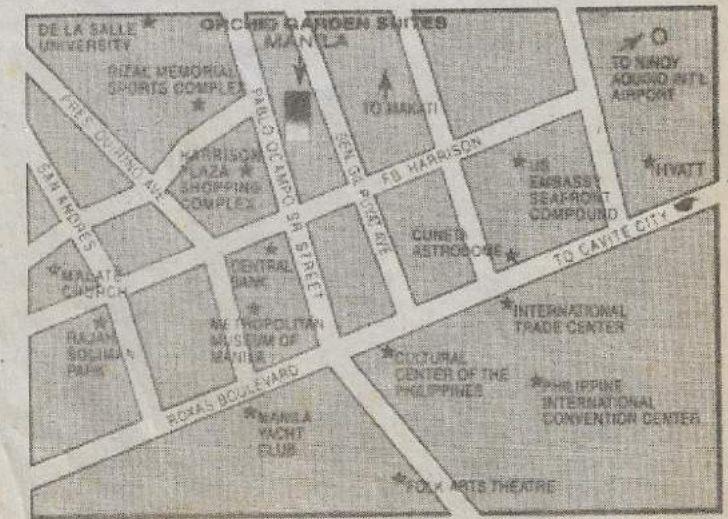 DE LA SALLE
UNIVERSITY
ORCHID GARDEN SUITES
MANILA
RIZAL MEMORIAL
SPORTS COMPLEX
TO MAKATI
TO NINOY
AQUINO INT'L
AIRPORT
PRES. QUIRINO AVE
PABLO OCAMPO SR STREET
FB HARRISON
SAN ANDRES
HARRISON
PLAZA
SHOPPING
COMPLEX
US
EMBASSY
SEAFRONT
COMPOUND
HYATT
CUNETA
ASTRODOME
TO CAVITE CITY
MALATE
CHURCH
CENTRAL
BANK
RAJAH
SOLIMAN
PARK
METROPOLITAN
MUSEUM OF
MANILA
INTERNATIONAL
TRADE CENTER
ROXAS BOULEVARD
CULTURAL
CENTER OF THE
PHILIPPINES
PHILIPPINE
INTERNATIONAL
CONVENTION CENTER
MANILA
YACHT
CLUB
FOLK ARTS THEATRE